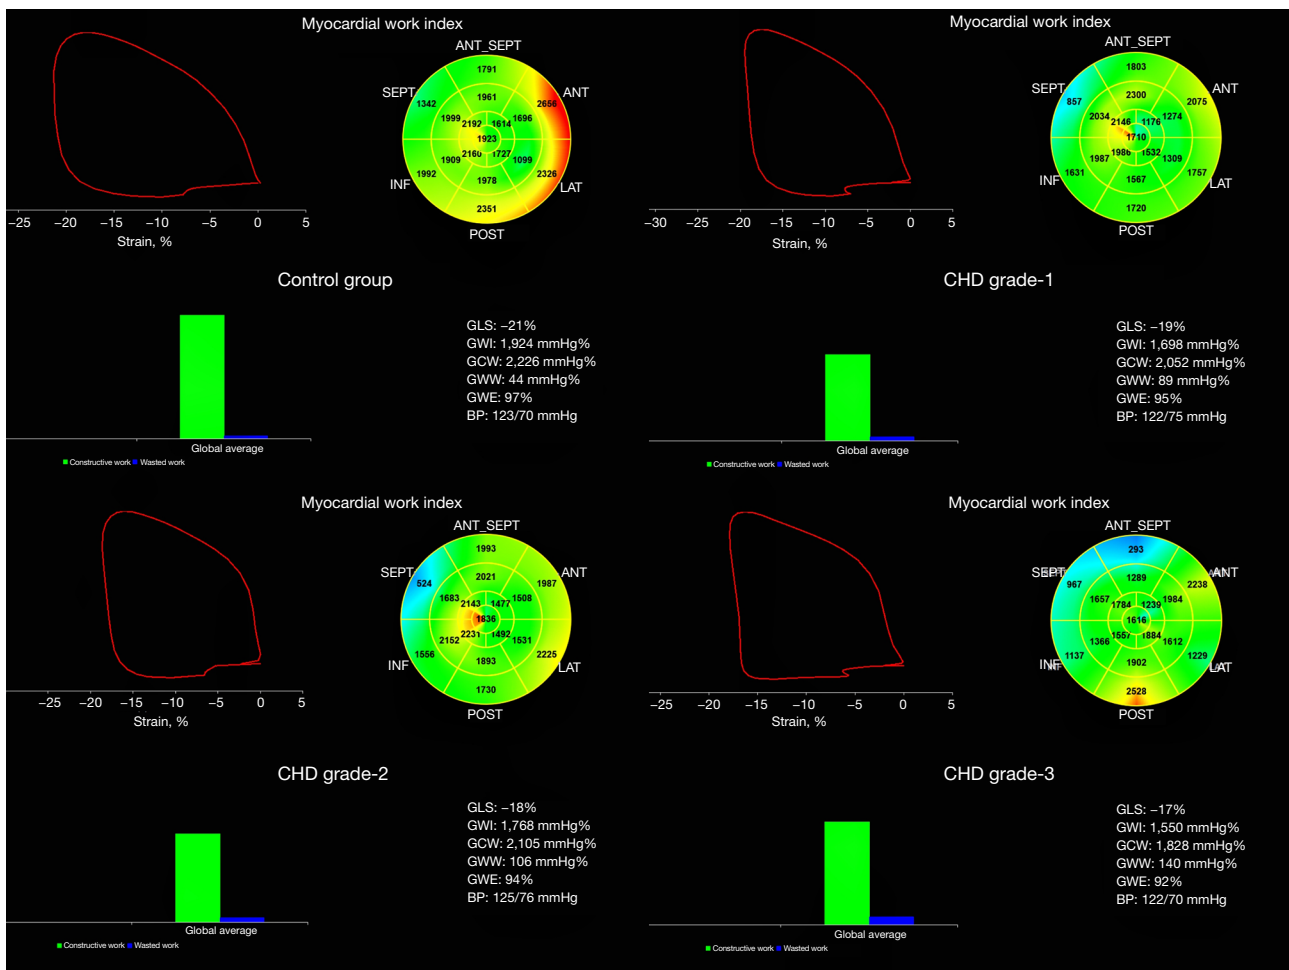 Myocardial work index
ANT_SEPT
SEPT
ANT
INF
LAT
POST
1791
1342
2656
1961
1999
1696
2192
1614
1923
2160
1727
1909
1099
1992
2326
1978
2351
−25 −20 −15 −10 −5 0 5
Strain, %
Control group
GLS: −21%
GWI: 1,924 mmHg%
GCW: 2,226 mmHg%
GWW: 44 mmHg%
GWE: 97%
BP: 123/70 mmHg
Global average
Constructive work Wasted work
Myocardial work index
ANT_SEPT
SEPT
ANT
INF
LAT
POST
1803
857
2075
2300
2034
1274
2146
1176
1710
1986
1532
1987
1309
1631
1757
1567
1720
−30 −25 −20 −15 −10 −5 0 5
Strain, %
CHD grade-1
GLS: −19%
GWI: 1,698 mmHg%
GCW: 2,052 mmHg%
GWW: 89 mmHg%
GWE: 95%
BP: 122/75 mmHg
Global average
Constructive work Wasted work
Myocardial work index
ANT_SEPT
SEPT
ANT
INF
LAT
POST
1993
524
1987
2021
1683
1508
2143
1477
1836
2231
1492
2152
1531
1556
2225
1893
1730
−25 −20 −15 −10 −5 0 5
Strain, %
CHD grade-2
GLS: −18%
GWI: 1,768 mmHg%
GCW: 2,105 mmHg%
GWW: 106 mmHg%
GWE: 94%
BP: 125/76 mmHg
Global average
Constructive work Wasted work
Myocardial work index
ANT_SEPT
SEPT
ANT
INF
LAT
POST
293
967
2238
1289
1657
1984
1784
1239
1616
1557
1884
1366
1612
1137
1229
1902
2528
−25 −20 −15 −10 −5 0 5
Strain, %
CHD grade-3
GLS: −17%
GWI: 1,550 mmHg%
GCW: 1,828 mmHg%
GWW: 140 mmHg%
GWE: 92%
BP: 122/70 mmHg
Global average
Constructive work Wasted work